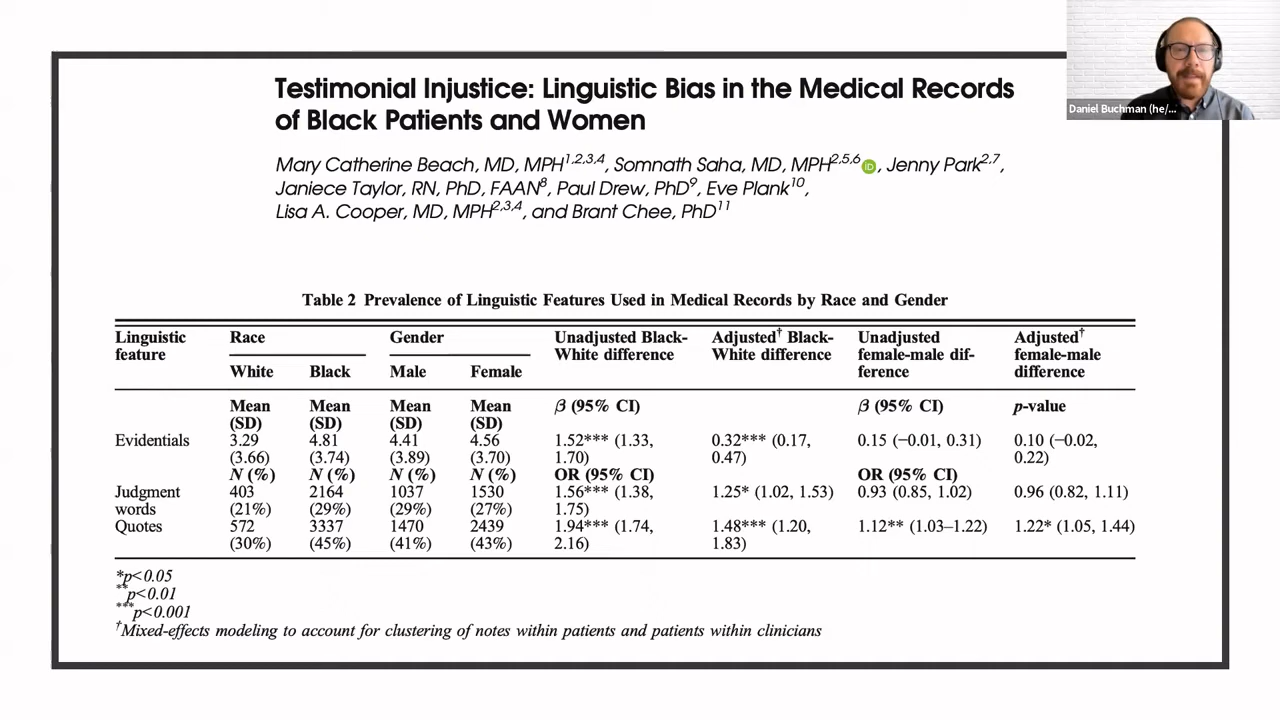 Testimonial Injustice: Linguistic Bias in the Medical Records
of Black Patients and Women
Daniel Buchman (he/...
Mary Catherine Beach, MD, MPH1,2,3,4, Somnath Saha, MD, MPH2,5,6 iD, Jenny Park2,7,
Janiece Taylor, RN, PhD, FAAN8, Paul Drew, PhD9, Eve Plank10,
Lisa A. Cooper, MD, MPH2,3,4, and Brant Chee, PhD11
Table 2 Prevalence of Linguistic Features Used in Medical Records by Race and Gender
Linguistic Race Gender Unadjusted Black- Adjusted† Black- Unadjusted Adjusted†
feature White difference White difference female-male dif- female-male
White Black Male Female ference difference
Mean Mean Mean Mean β (95% CI) β (95% CI) p-value
(SD) (SD) (SD) (SD)
Evidentials 3.29 4.81 4.41 4.56 1.52*** (1.33, 0.32*** (0.17, 0.15 (−0.01, 0.31) 0.10 (−0.02,
(3.66) (3.74) (3.89) (3.70) 1.70) 0.47) 0.22)
N (%) N (%) N (%) N (%) OR (95% CI) OR (95% CI)
Judgment 403 2164 1037 1530 1.56*** (1.38, 1.25* (1.02, 1.53) 0.93 (0.85, 1.02) 0.96 (0.82, 1.11)
words (21%) (29%) (29%) (27%) 1.75)
Quotes 572 3337 1470 2439 1.94*** (1.74, 1.48*** (1.20, 1.12** (1.03–1.22) 1.22* (1.05, 1.44)
(30%) (45%) (41%) (43%) 2.16) 1.83)
*p<0.05
**p<0.01
***p<0.001
†Mixed-effects modeling to account for clustering of notes within patients and patients within clinicians